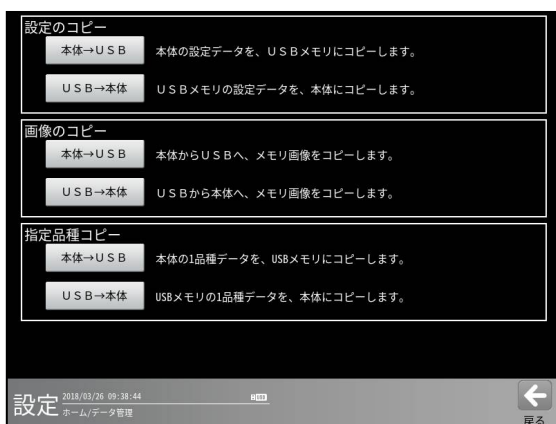 設定のコピー
本体→ＵＳＢ 本体の設定データを、ＵＳＢメモリにコピーします。
ＵＳＢ→本体 ＵＳＢメモリの設定データを、本体にコピーします。
画像のコピー
本体→ＵＳＢ 本体からＵＳＢへ、メモリ画像をコピーします。
ＵＳＢ→本体 ＵＳＢから本体へ、メモリ画像をコピーします。
指定品種コピー
本体→ＵＳＢ 本体の1品種データを、USBメモリにコピーします。
ＵＳＢ→本体 USBメモリの1品種データを、本体にコピーします。
設定 2018/03/26 09:38:44
ホーム/データ管理
戻る